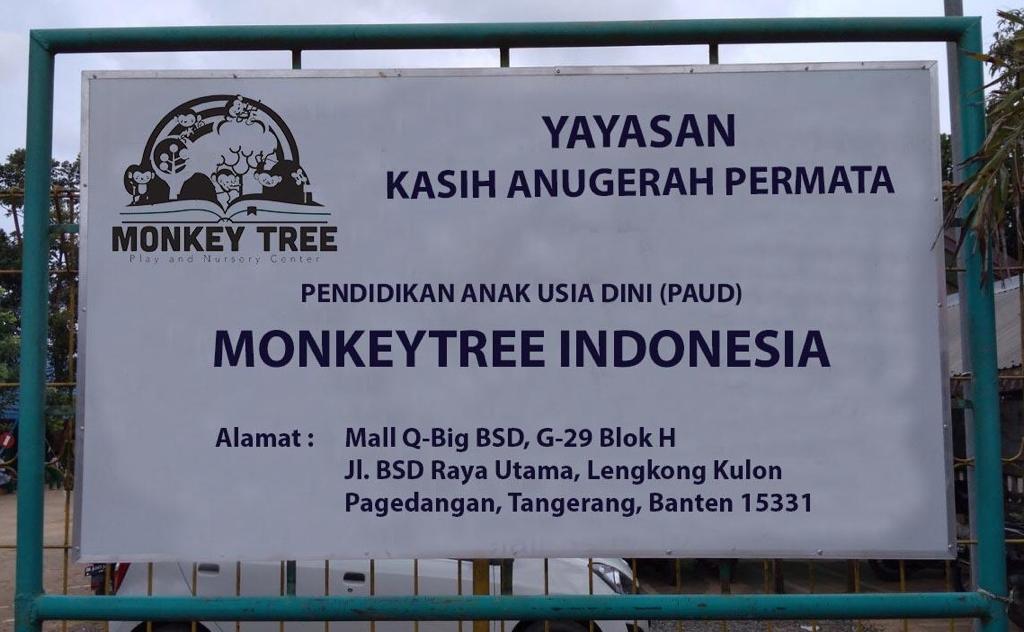 YAYASAN
KASIH ANUGERAH PERMATA
MONKEY TREE
Play and Nursery Center
PENDIDIKAN ANAK USIA DINI (PAUD)
MONKEYTREE INDONESIA
Alamat : Mall Q-Big BSD, G-29 Blok H
Jl. BSD Raya Utama, Lengkong Kulon
Pagedangan, Tangerang, Banten 15331